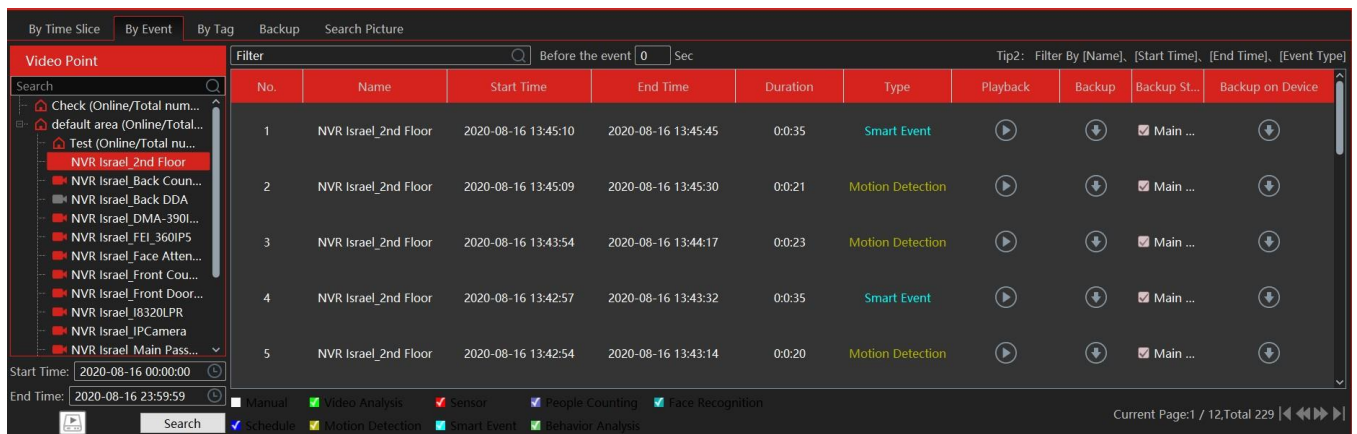 By Time Slice By Event By Tag Backup Search Picture
Video Point
Filter Before the event 0 Sec Tip2: Filter By [Name]、[Start Time]、[End Time]、[Event Type]
Search
No. Name Start Time End Time Duration Type Playback Backup Backup St... Backup on Device
Check (Online/Total num...
default area (Online/Total...
Test (Online/Total nu...
NVR Israel_2nd Floor
NVR Israel_Back Coun...
NVR Israel_Back DDA
NVR Israel_DMA-390I...
NVR Israel_FEI_360IP5
NVR Israel_Face Atten...
NVR Israel_Front Cou...
NVR Israel_Front Door...
NVR Israel_I8320LPR
NVR Israel_IPCamera
NVR Israel_Main Pass...
1 NVR Israel_2nd Floor 2020-08-16 13:45:10 2020-08-16 13:45:45 0:0:35 Smart Event Main ...
2 NVR Israel_2nd Floor 2020-08-16 13:45:09 2020-08-16 13:45:30 0:0:21 Motion Detection Main ...
3 NVR Israel_2nd Floor 2020-08-16 13:43:54 2020-08-16 13:44:17 0:0:23 Motion Detection Main ...
4 NVR Israel_2nd Floor 2020-08-16 13:42:57 2020-08-16 13:43:32 0:0:35 Smart Event Main ...
5 NVR Israel_2nd Floor 2020-08-16 13:42:54 2020-08-16 13:43:14 0:0:20 Motion Detection Main ...
Start Time: 2020-08-16 00:00:00
End Time: 2020-08-16 23:59:59
Search
Manual Video Analysis Sensor People Counting Face Recognition
Schedule Motion Detection Smart Event Behavior Analysis
Current Page:1 / 12,Total 229